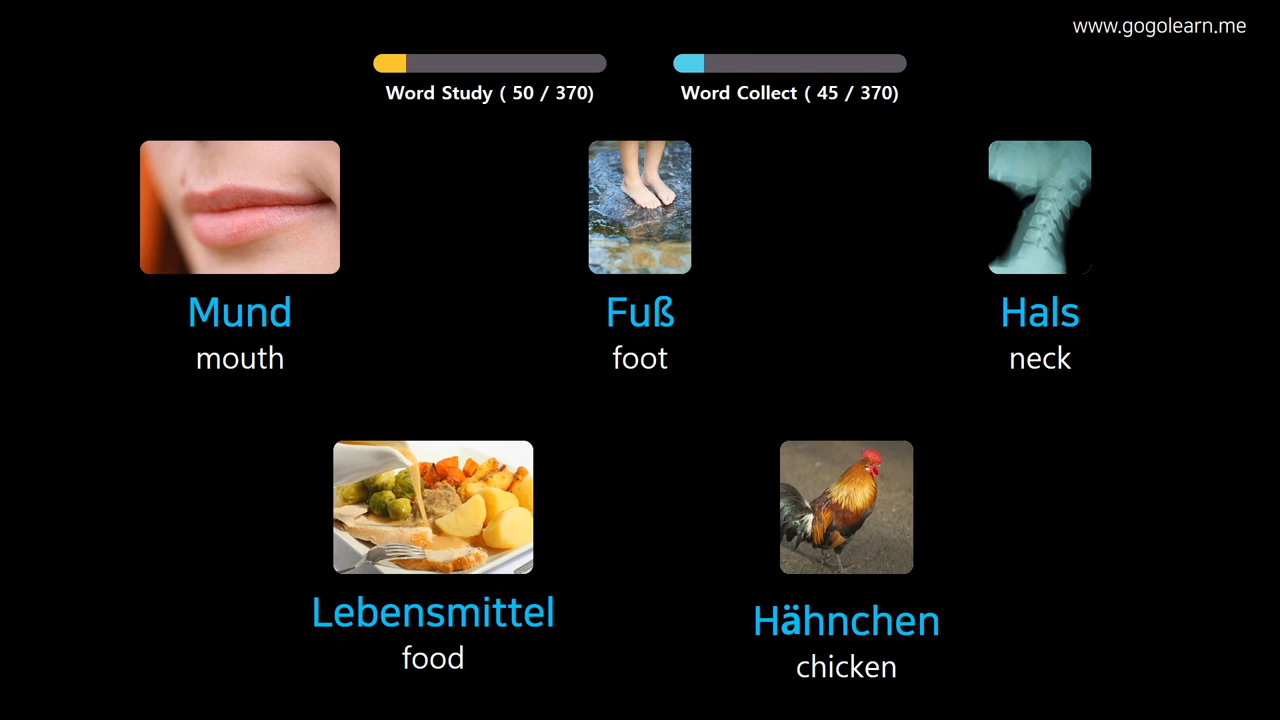 www.gogolearn.me
Word Study ( 50 / 370)
Word Collect ( 45 / 370)
Mund
mouth
Fuß
foot
Hals
neck
Lebensmittel
food
Hähnchen
chicken